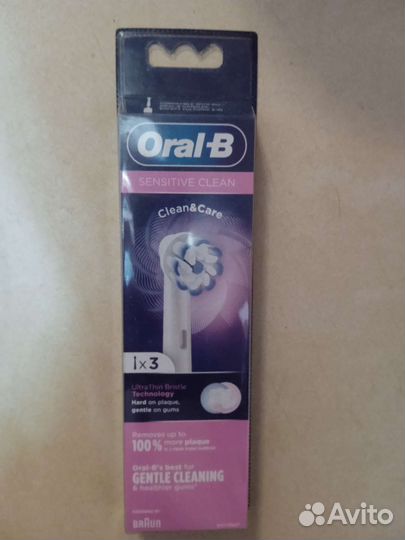 Oral-B
SENSITIVE CLEAN
Clean&Care
x3
UltraThin Bristle
Technology
Hard on plaque,
gentle on gums
Removes up to
100% more plaque
Oral-B's best for
GENTLE CLEANING
& healthier gums
BRAUN
Avito